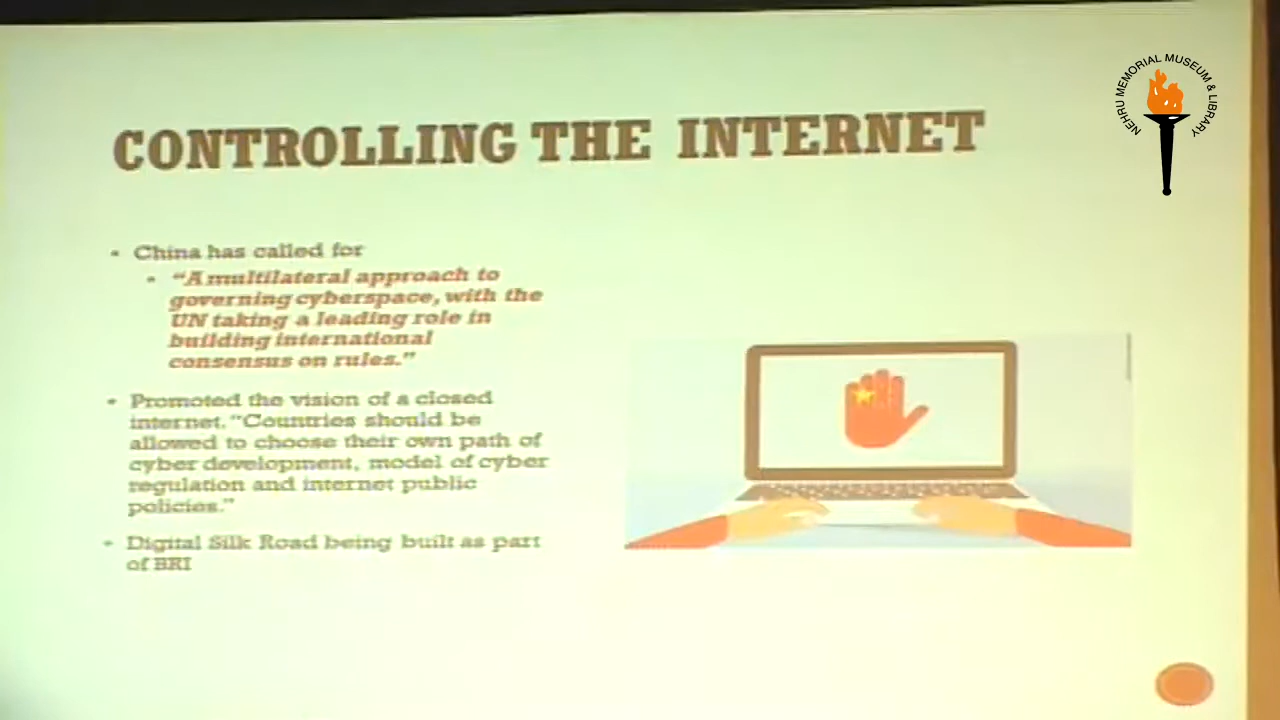 NEHRU MEMORIAL MUSEUM & LIBRARY
CONTROLLING THE INTERNET
China has called for
"A multilateral approach to
governing cyberspace, with the
UN taking a leading role in
building international
consensus on rules."
Promoted the vision of a closed
internet. "Countries should be
allowed to choose their own path of
cyber development, model of cyber
regulation and internet public
policies."
Digital Silk Road being built as part
of BRI